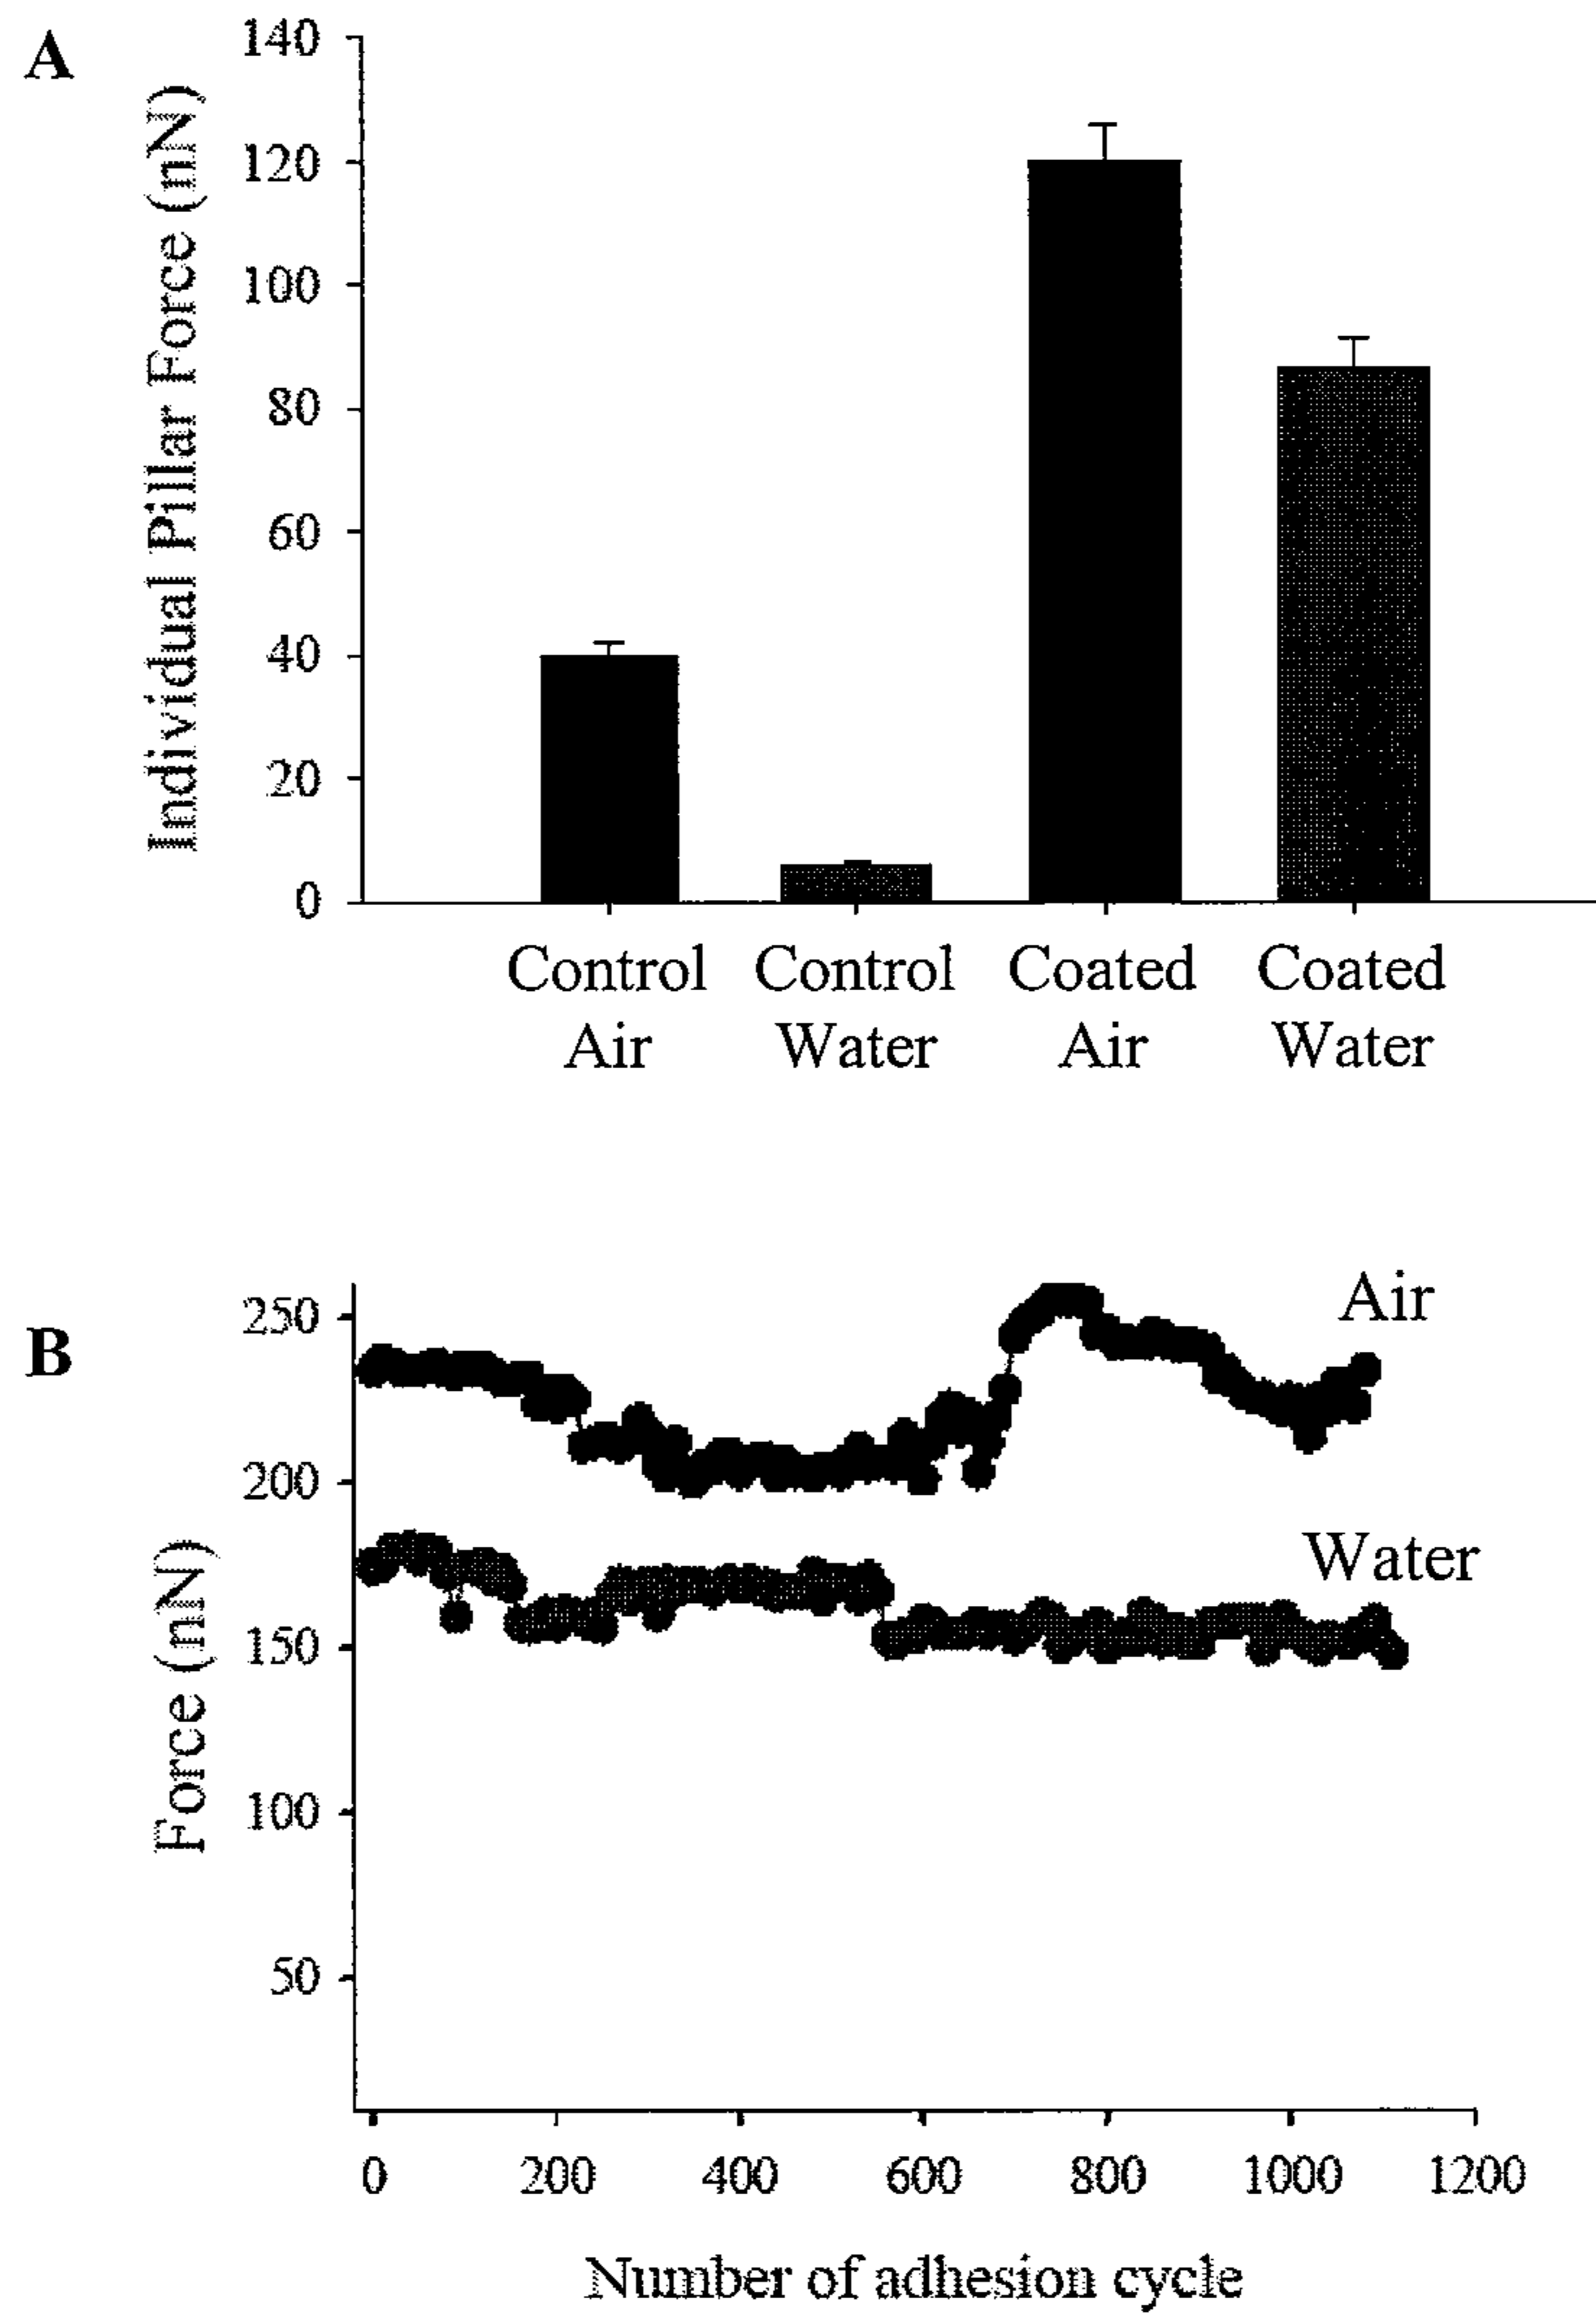 A
Individual Pillar Force (nN)
140
120
100
80
60
40
20
0
Control Air
Control Water
Coated Air
Coated Water
B
Force (nN)
250
200
150
100
50
Air
Water
0 200 400 600 800 1000 1200
Number of adhesion cycle